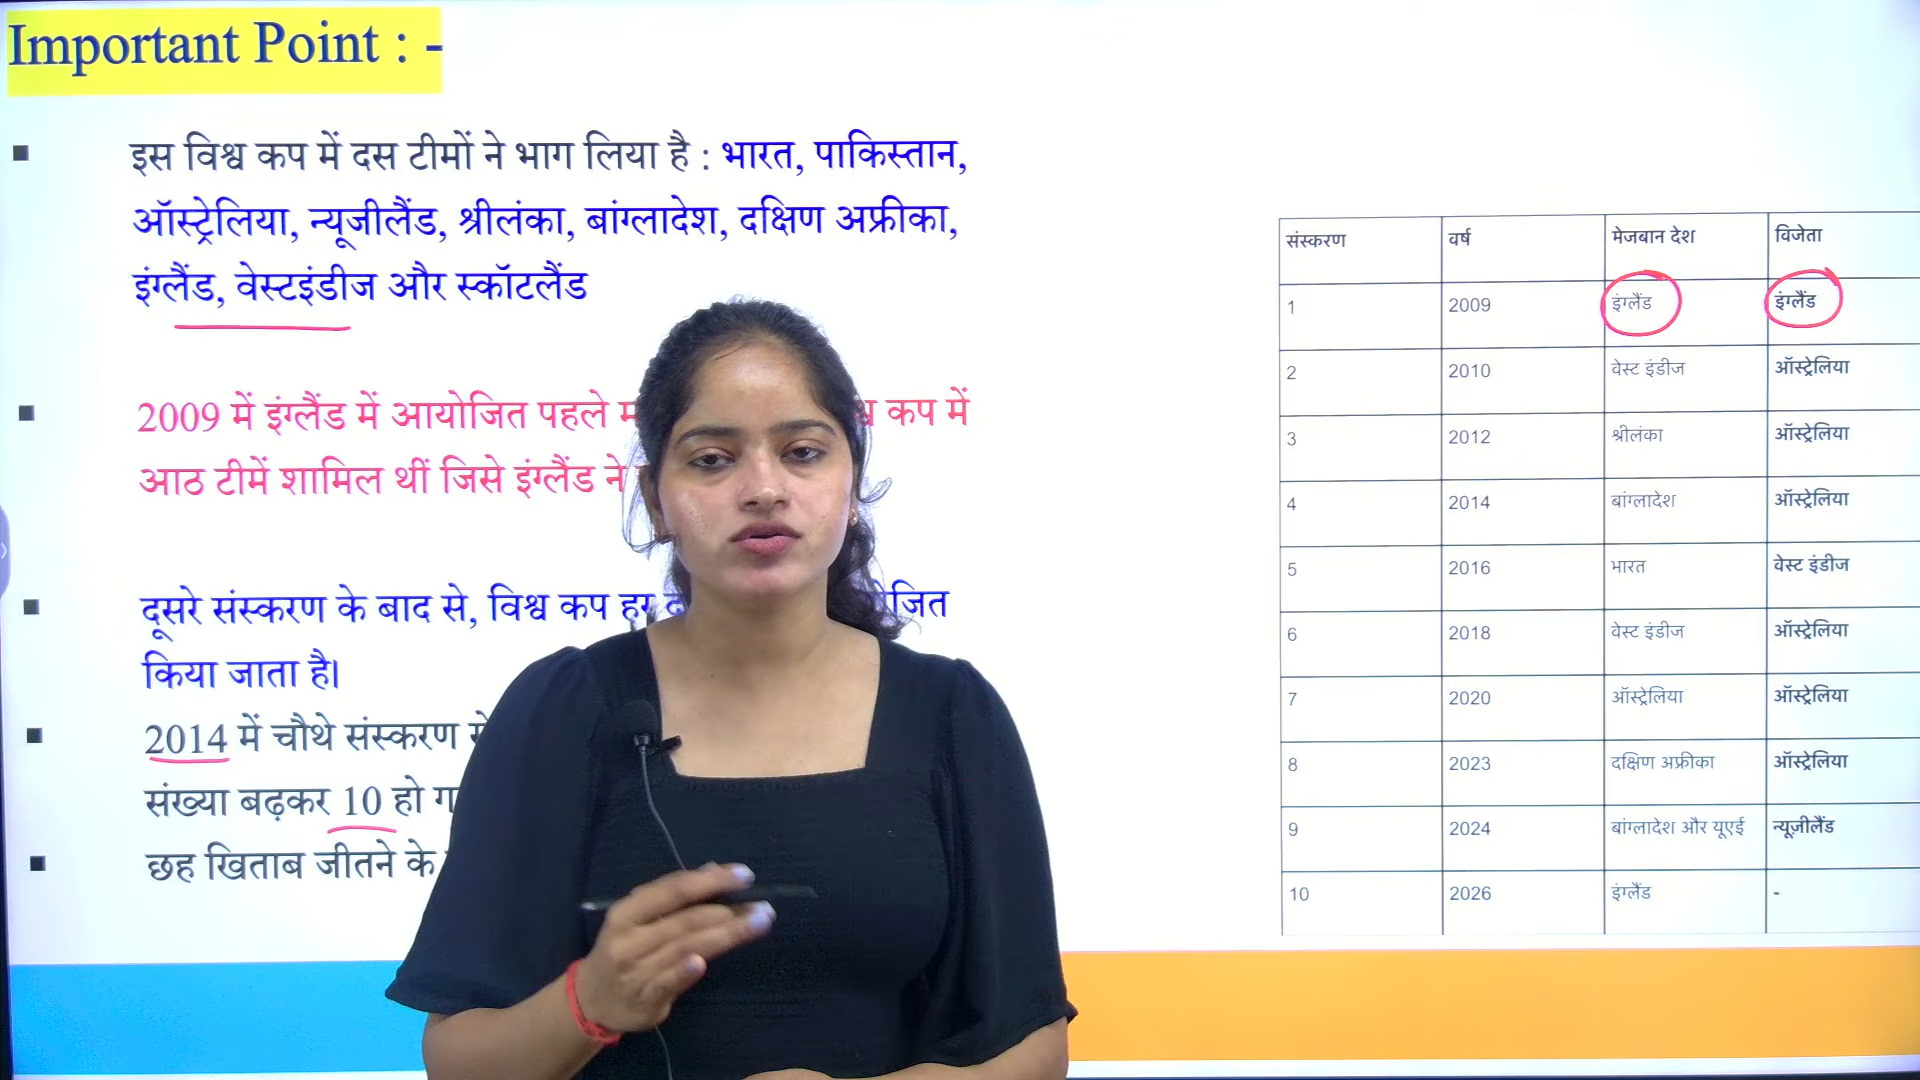 Important Point : -
इस विश्व कप में दस टीमों ने भाग लिया है : भारत, पाकिस्तान,
ऑस्ट्रेलिया, न्यूजीलैंड, श्रीलंका, बांग्लादेश, दक्षिण अफ्रीका,
इंग्लैंड, वेस्टइंडीज और स्कॉटलैंड
2009 में इंग्लैंड में आयोजित पहले कप में
आठ टीमें शामिल थीं जिसे इंग्लैंड ने
दूसरे संस्करण के बाद से, विश्व कप हर
किया जाता है।
2014 में चौथे संस्करण
संख्या बढ़कर 10 हो
छह खिताब जीतने के
संस्करण वर्ष मेजबान देश विजेता
1 2009 इंग्लैंड इंग्लैंड
2 2010 वेस्ट इंडीज ऑस्ट्रेलिया
3 2012 श्रीलंका ऑस्ट्रेलिया
4 2014 बांग्लादेश ऑस्ट्रेलिया
5 2016 भारत वेस्ट इंडीज
6 2018 वेस्ट इंडीज ऑस्ट्रेलिया
7 2020 ऑस्ट्रेलिया ऑस्ट्रेलिया
8 2023 दक्षिण अफ्रीका ऑस्ट्रेलिया
9 2024 बांग्लादेश और यूएई न्यूज़ीलैंड
10 2026 इंग्लैंड -